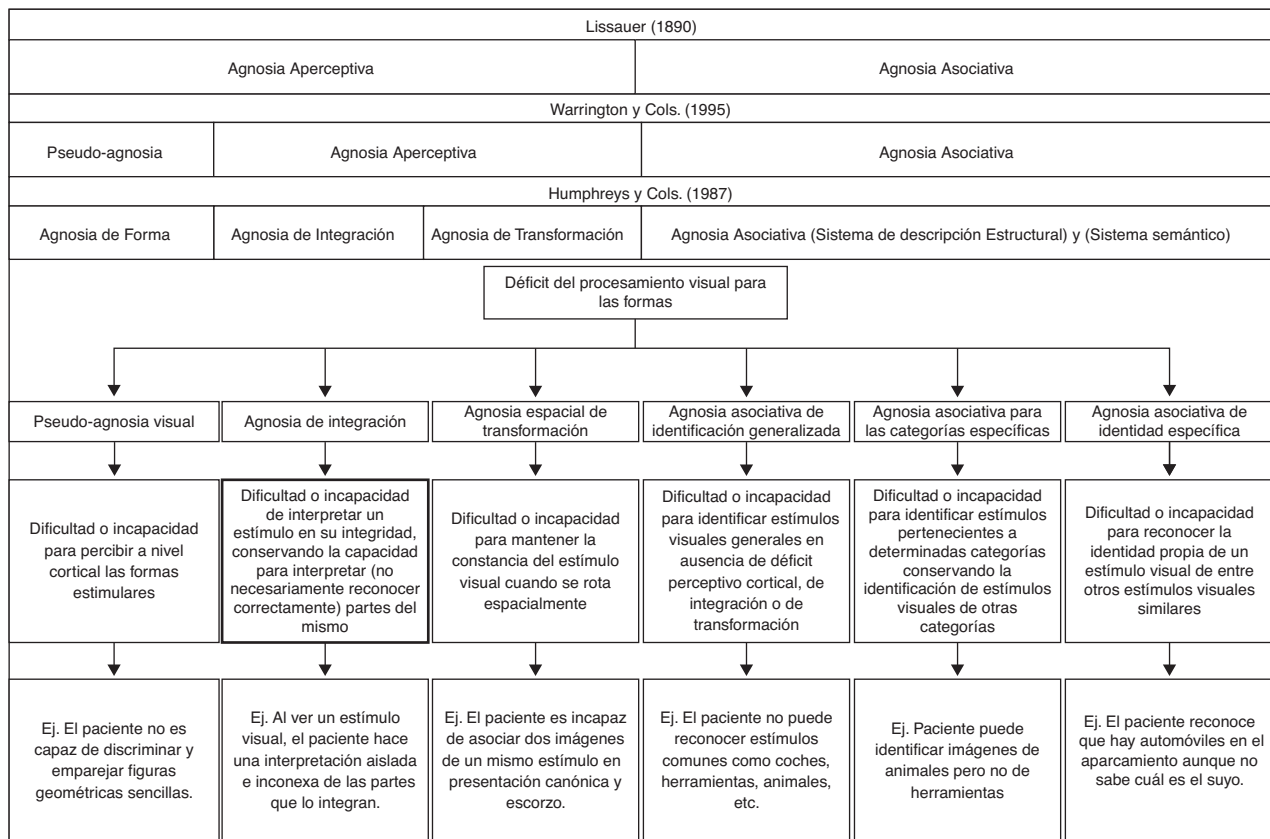 Lissauer (1890)
Agnosia Aperceptiva
Agnosia Asociativa
Warrington y Cols. (1995)
Pseudo-agnosia
Agnosia Aperceptiva
Agnosia Asociativa
Humphreys y Cols. (1987)
Agnosia de Forma
Agnosia de Integración
Agnosia de Transformación
Agnosia Asociativa (Sistema de descripción Estructural) y (Sistema semántico)
Déficit del procesamiento visual para
las formas
Pseudo-agnosia visual
Agnosia de integración
Agnosia espacial de
transformación
Agnosia asociativa de
identificación generalizada
Agnosia asociativa para
las categorías específicas
Agnosia asociativa de
identidad específica
Dificultad o incapacidad
para percibir a nivel
cortical las formas
estimulares
Dificultad o incapacidad
de interpretar un
estímulo en su integridad,
conservando la capacidad
para interpretar (no
necesariamente reconocer
correctamente) partes del
mismo
Dificultad o incapacidad
para mantener la
constancia del estímulo
visual cuando se rota
espacialmente
Dificultad o incapacidad
para identificar estímulos
visuales generales en
ausencia de déficit
perceptivo cortical, de
integración o de
transformación
Dificultad o incapacidad
para identificar estímulos
pertenecientes a
determinadas categorías
conservando la
identificación de estímulos
visuales de otras
categorías
Dificultad o incapacidad
para reconocer la
identidad propia de un
estímulo visual de entre
otros estímulos visuales
similares
Ej. El paciente no es
capaz de discriminar y
emparejar figuras
geométricas sencillas.
Ej. Al ver un estímulo
visual, el paciente hace
una interpretación aislada
e inconexa de las partes
que lo integran.
Ej. El paciente es incapaz
de asociar dos imágenes
de un mismo estímulo en
presentación canónica y
escorzo.
Ej. El paciente no puede
reconocer estímulos
comunes como coches,
herramientas, animales,
etc.
Ej. Paciente puede
identificar imágenes de
animales pero no de
herramientas
Ej. El paciente reconoce
que hay automóviles en el
aparcamiento aunque no
sabe cuál es el suyo.